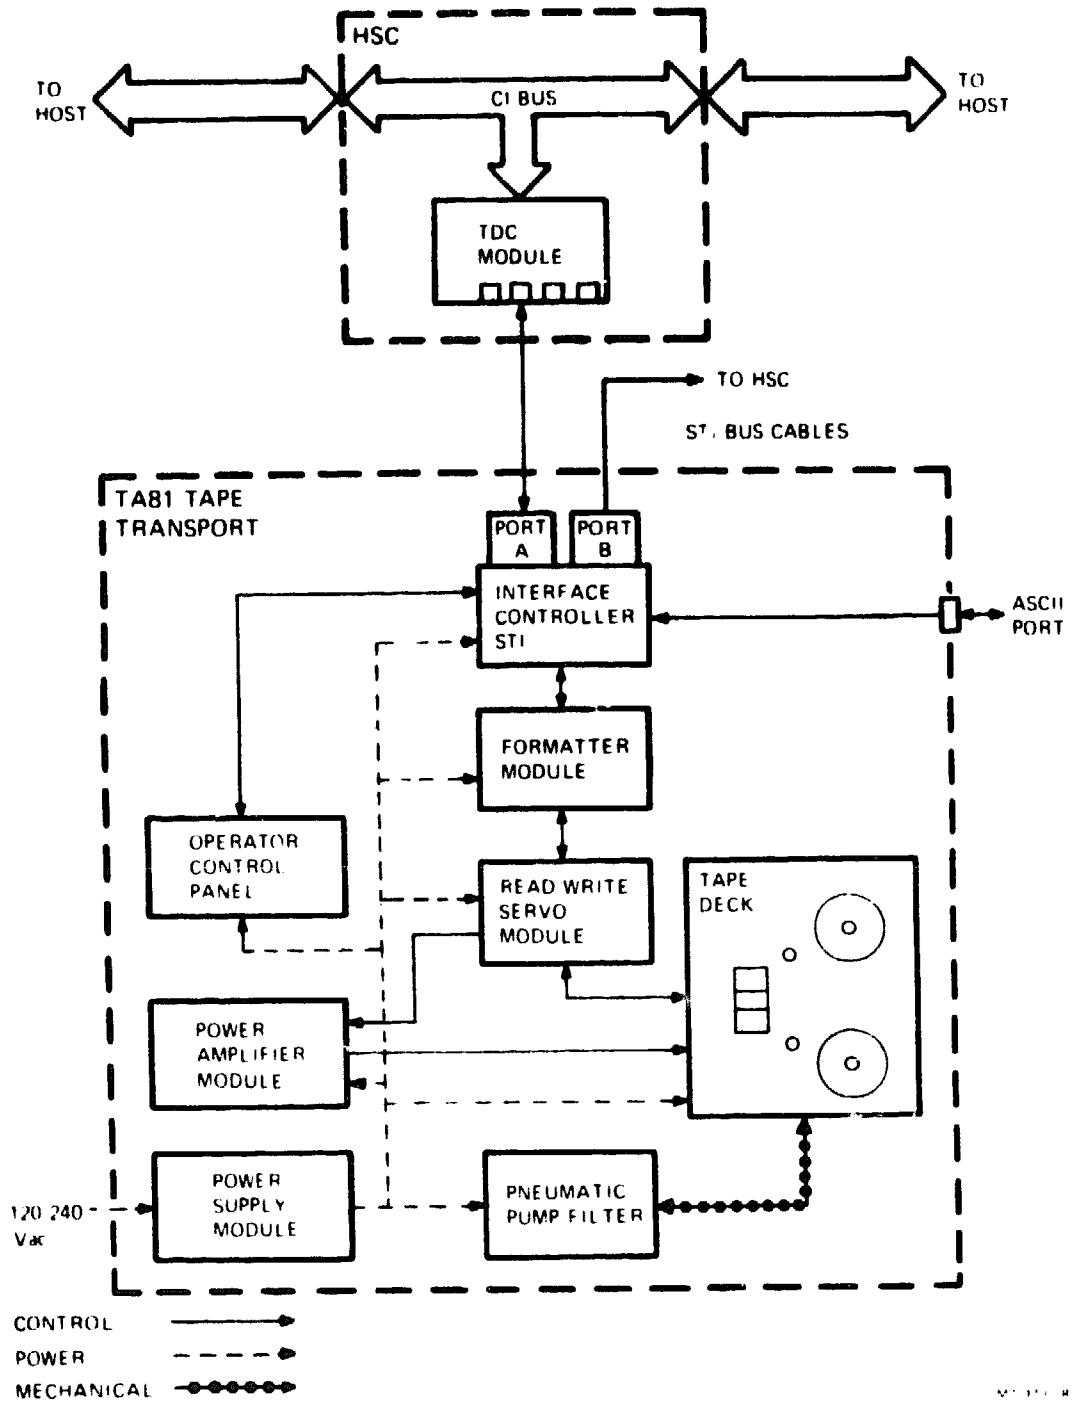 HSC
TO
HOST
CI BUS
TO
HOST
TDC
MODULE
TO HSC
BUS CABLES
TA81 TAPE
TRANSPORT
PORT
A
PORT
B
INTERFACE
CONTROLLER
STI
ASCII
PORT
FORMATTER
MODULE
OPERATOR
CONTROL
PANEL
READ WRITE
SERVO
MODULE
TAPE
DECK
POWER
AMPLIFIER
MODULE
POWER
SUPPLY
MODULE
PNEUMATIC
PUMP FILTER
120 240
Vac
CONTROL
POWER
MECHANICAL